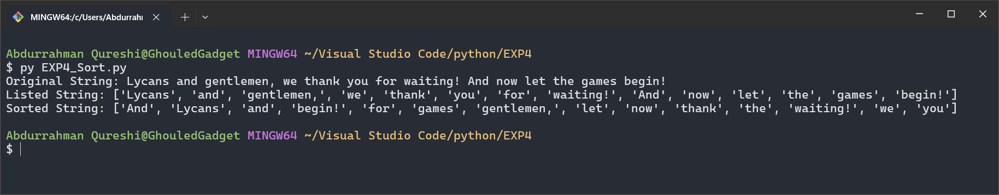 MINGW64:/c/Users/Abdurrahı
Abdurrahman Qureshi@GhouledGadget MINGW64 ~/Visual Studio Code/python/EXP4
$ py EXP4_Sort.py
Original String: Lycans and gentlemen, we thank you for waiting! And now let the games begin!
Listed String: ['Lycans', 'and', 'gentlemen,', 'we', 'thank', 'you', 'for', 'waiting!', 'And', 'now', 'let', 'the', 'games', 'begin!']
Sorted String: ['And', 'Lycans', 'and', 'begin!', 'for', 'games', 'gentlemen,', 'let', 'now', 'thank', 'the', 'waiting!', 'we', 'you']
Abdurrahman Qureshi@GhouledGadget MINGW64 ~/Visual Studio Code/python/EXP4
$